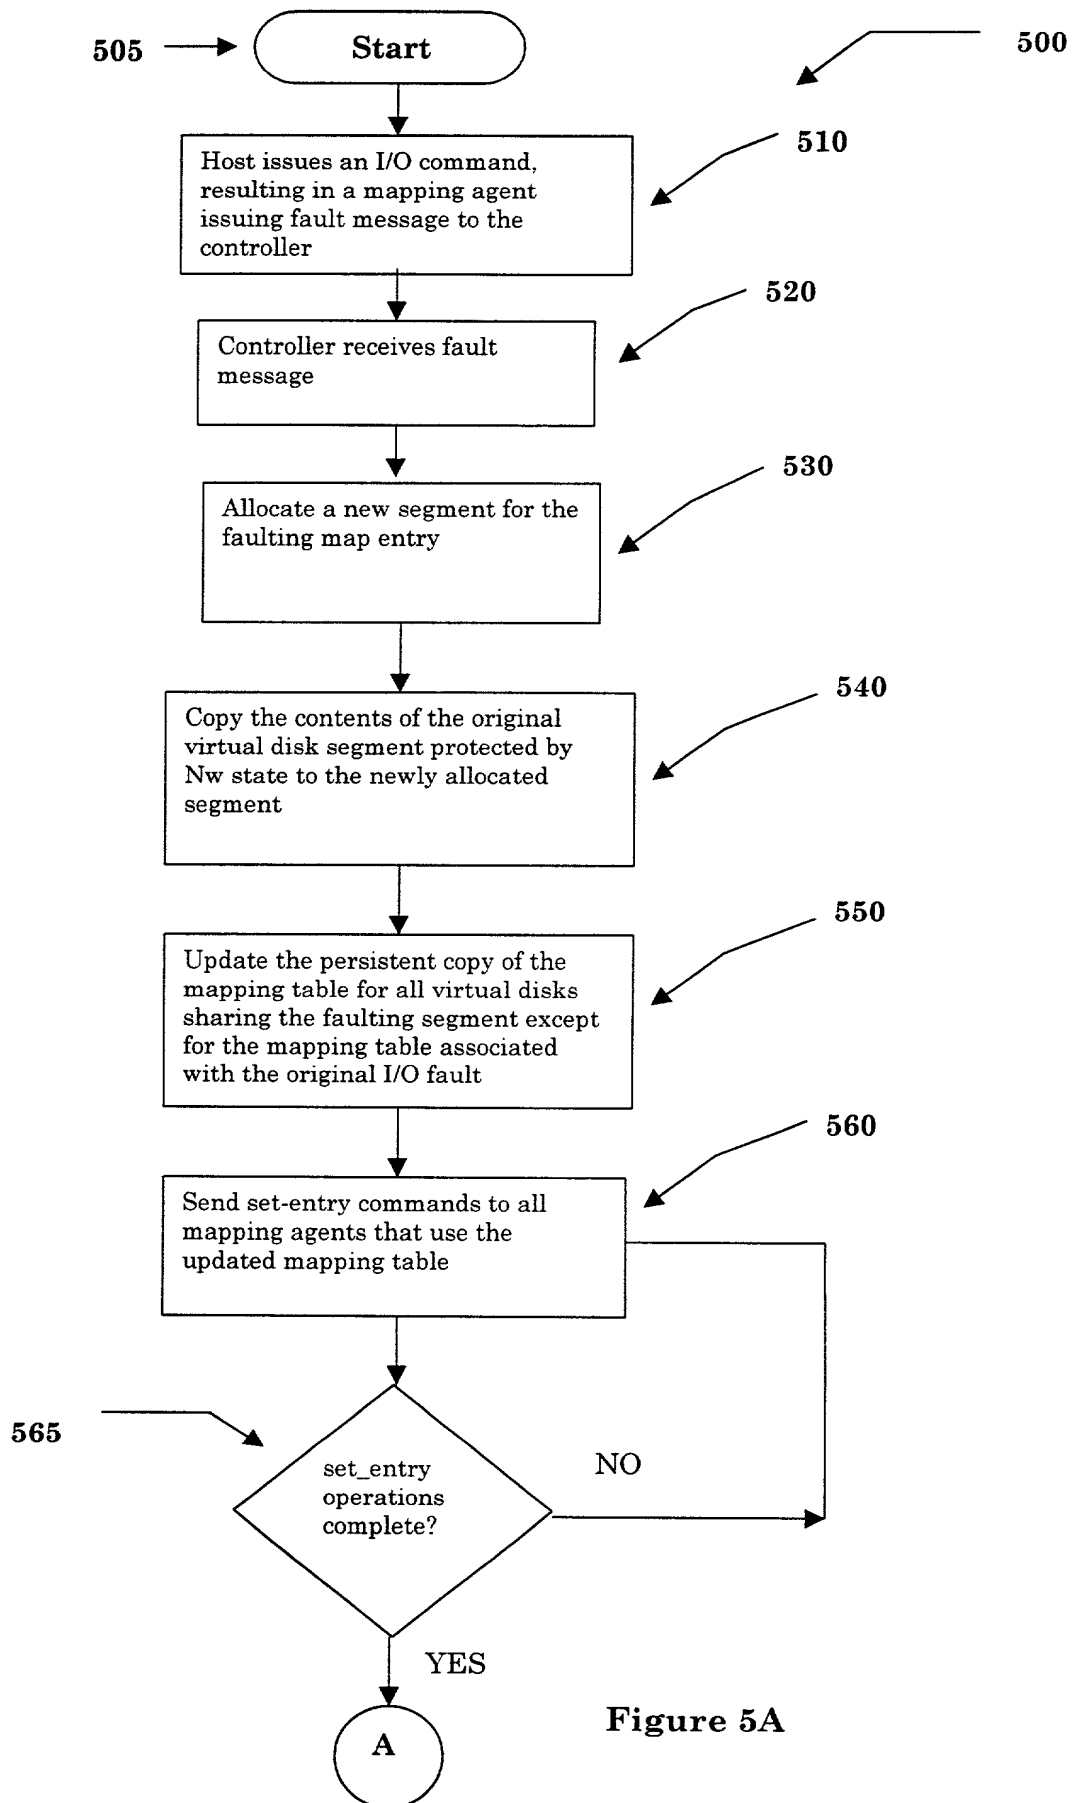 505
Start
500
510
Host issues an I/O command,
resulting in a mapping agent
issuing fault message to the
controller
520
Controller receives fault
message
530
Allocate a new segment for the
faulting map entry
540
Copy the contents of the original
virtual disk segment protected by
Nw state to the newly allocated
segment
550
Update the persistent copy of the
mapping table for all virtual disks
sharing the faulting segment except
for the mapping table associated
with the original I/O fault
560
Send set-entry commands to all
mapping agents that use the
updated mapping table
565
set_entry
operations
complete?
NO
YES
A
Figure 5A